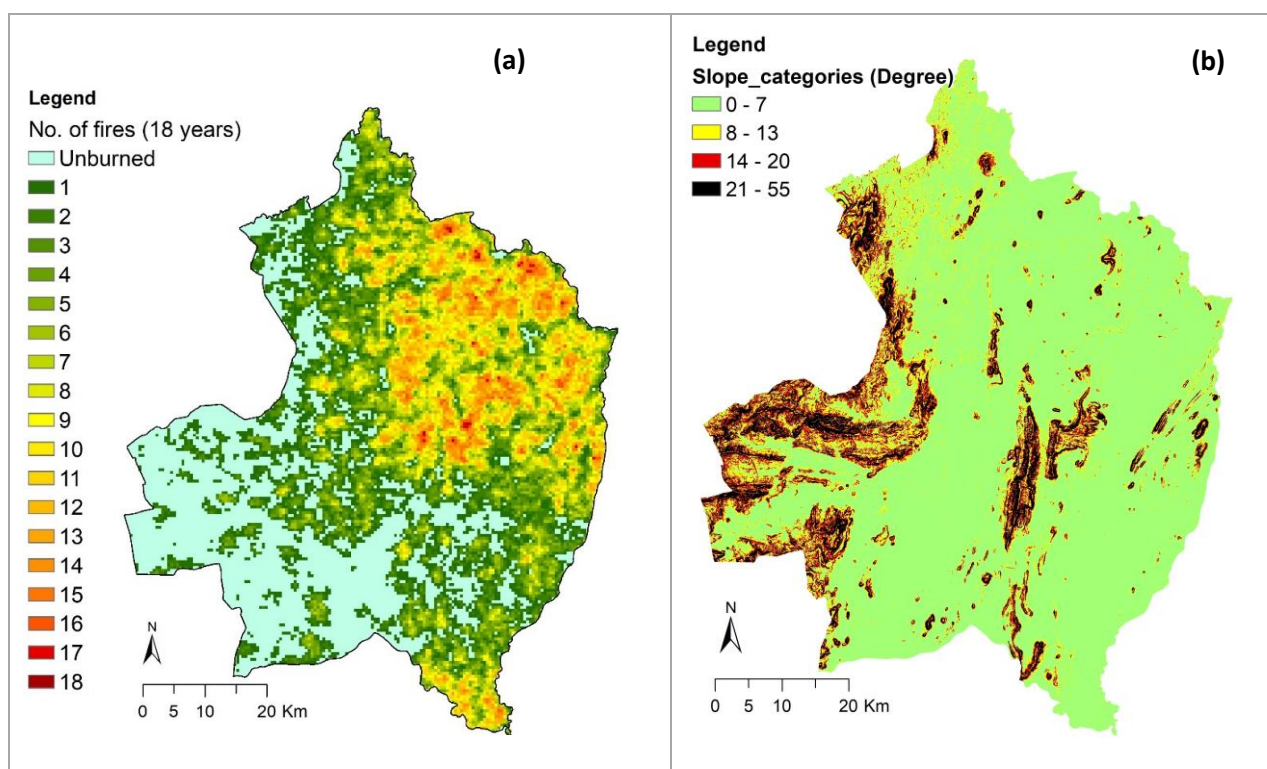 (a)
Legend
No. of fires (18 years)
Unburned
1
2
3
4
5
6
7
8
9
10
11
12
13
14
15
16
17
18
N
0 5 10 20 Km
Legend
(b)
Slope_categories (Degree)
0 - 7
8 - 13
14 - 20
21 - 55
N
0 5 10 20 Km